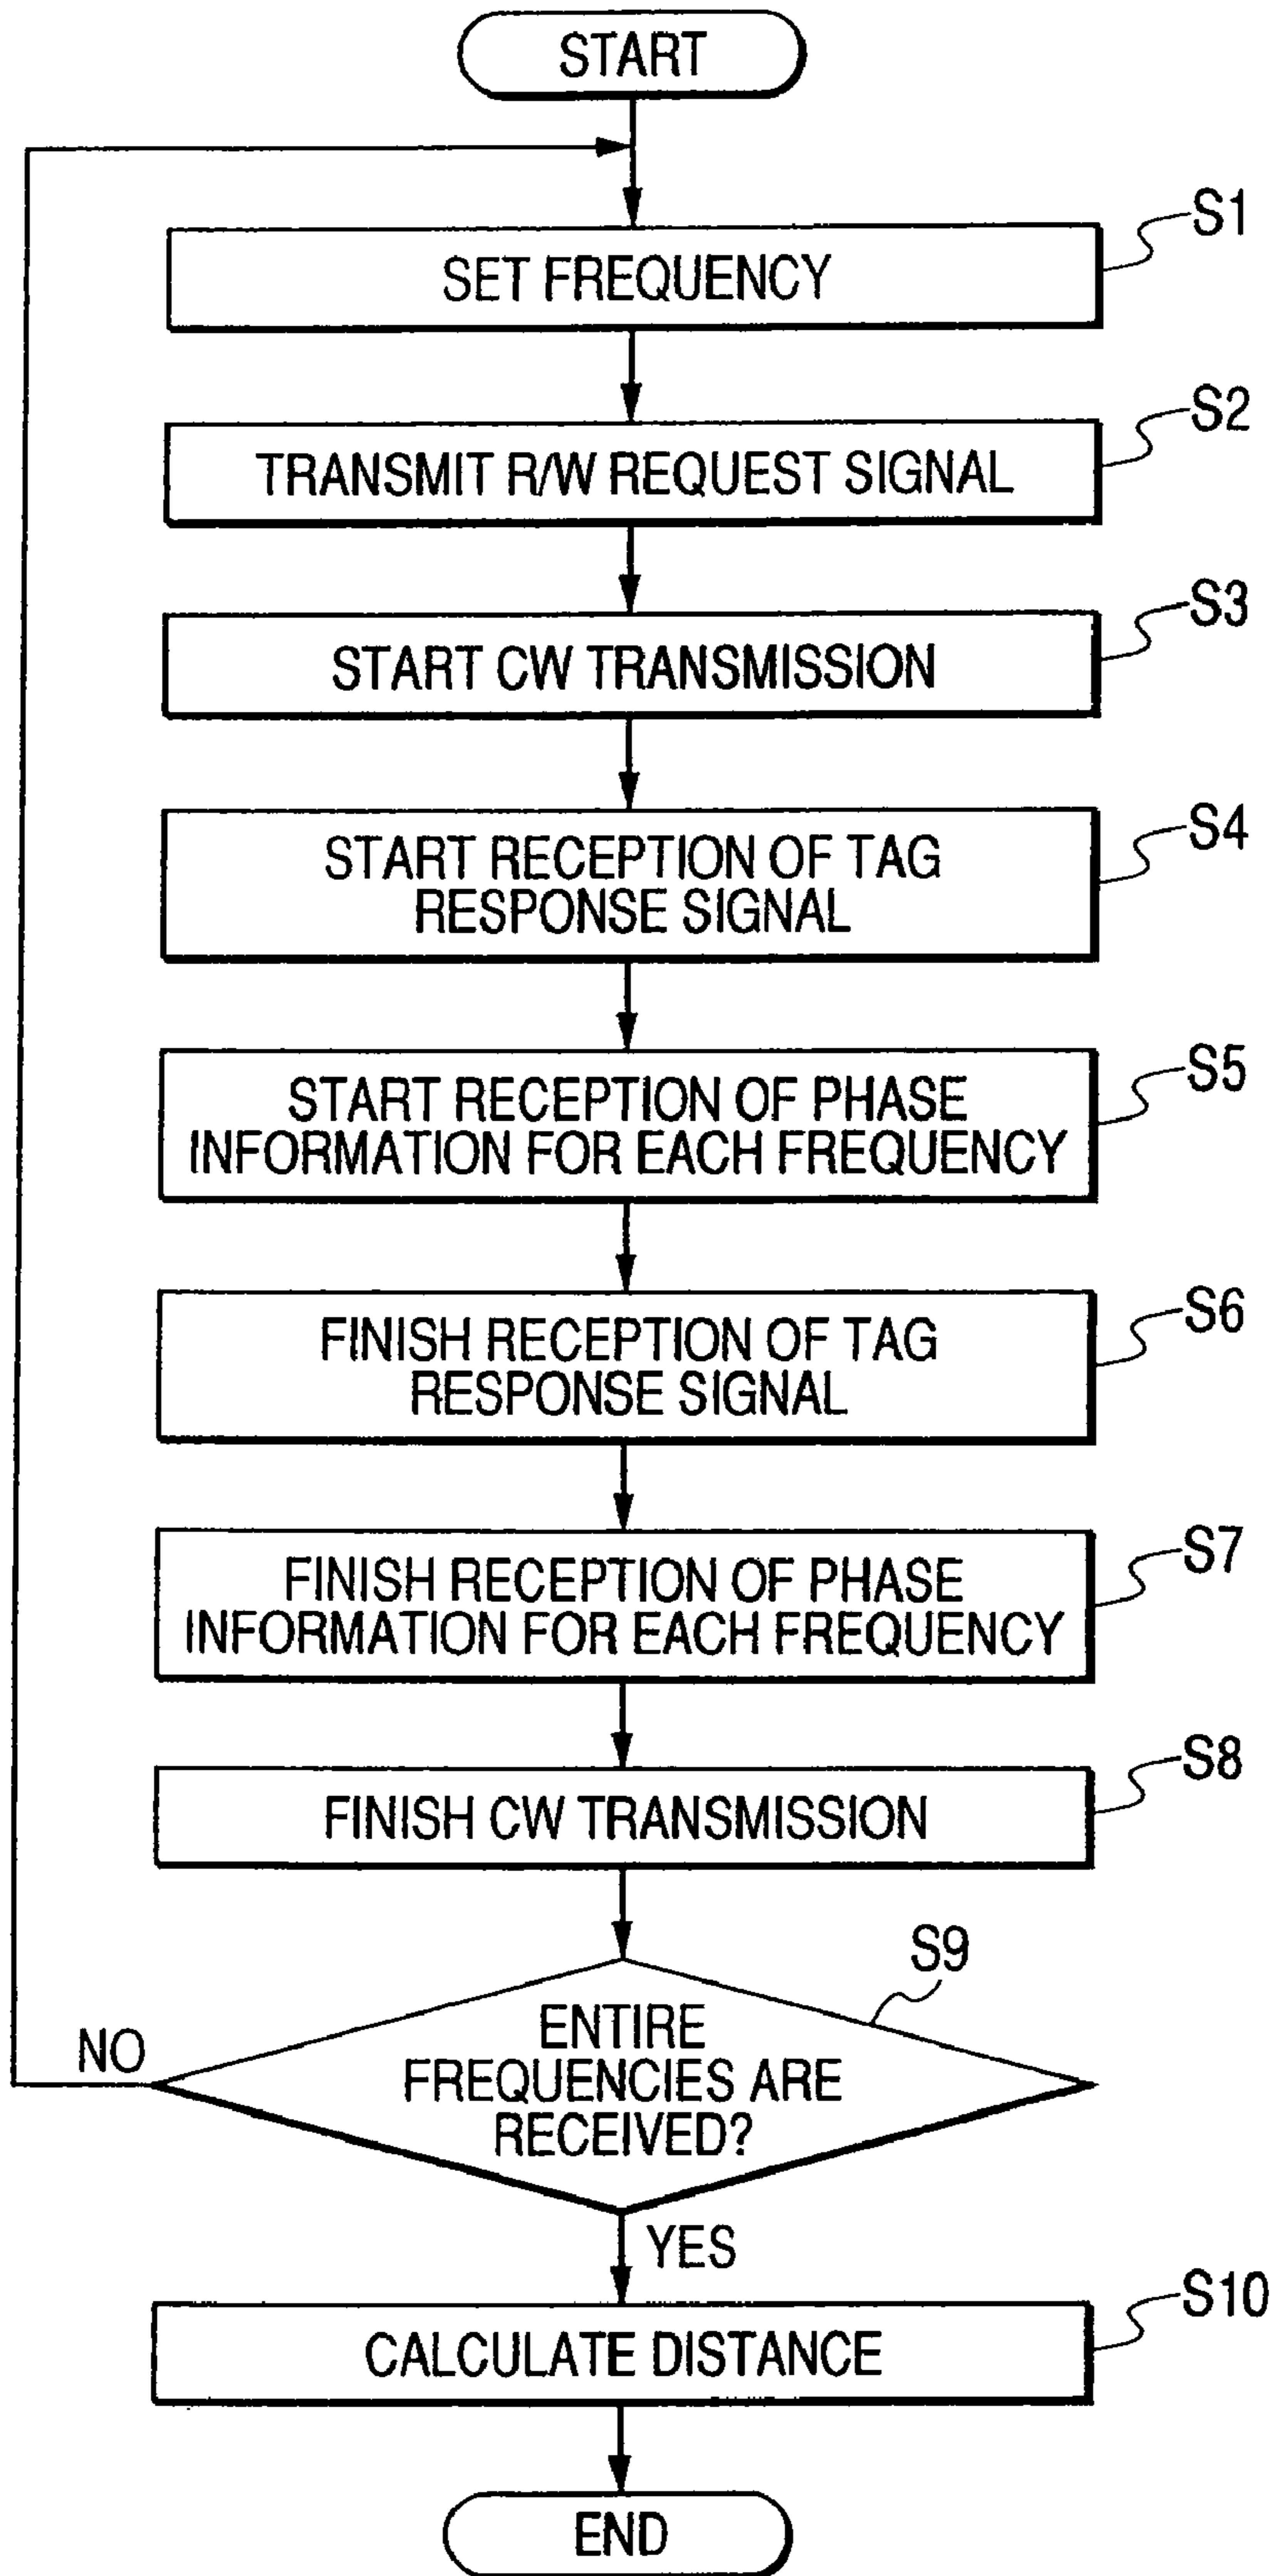 START
S1
SET FREQUENCY
S2
TRANSMIT R/W REQUEST SIGNAL
S3
START CW TRANSMISSION
S4
START RECEPTION OF TAG
RESPONSE SIGNAL
S5
START RECEPTION OF PHASE
INFORMATION FOR EACH FREQUENCY
S6
FINISH RECEPTION OF TAG
RESPONSE SIGNAL
S7
FINISH RECEPTION OF PHASE
INFORMATION FOR EACH FREQUENCY
S8
FINISH CW TRANSMISSION
S9
ENTIRE
FREQUENCIES ARE
RECEIVED?
NO
YES
S10
CALCULATE DISTANCE
END